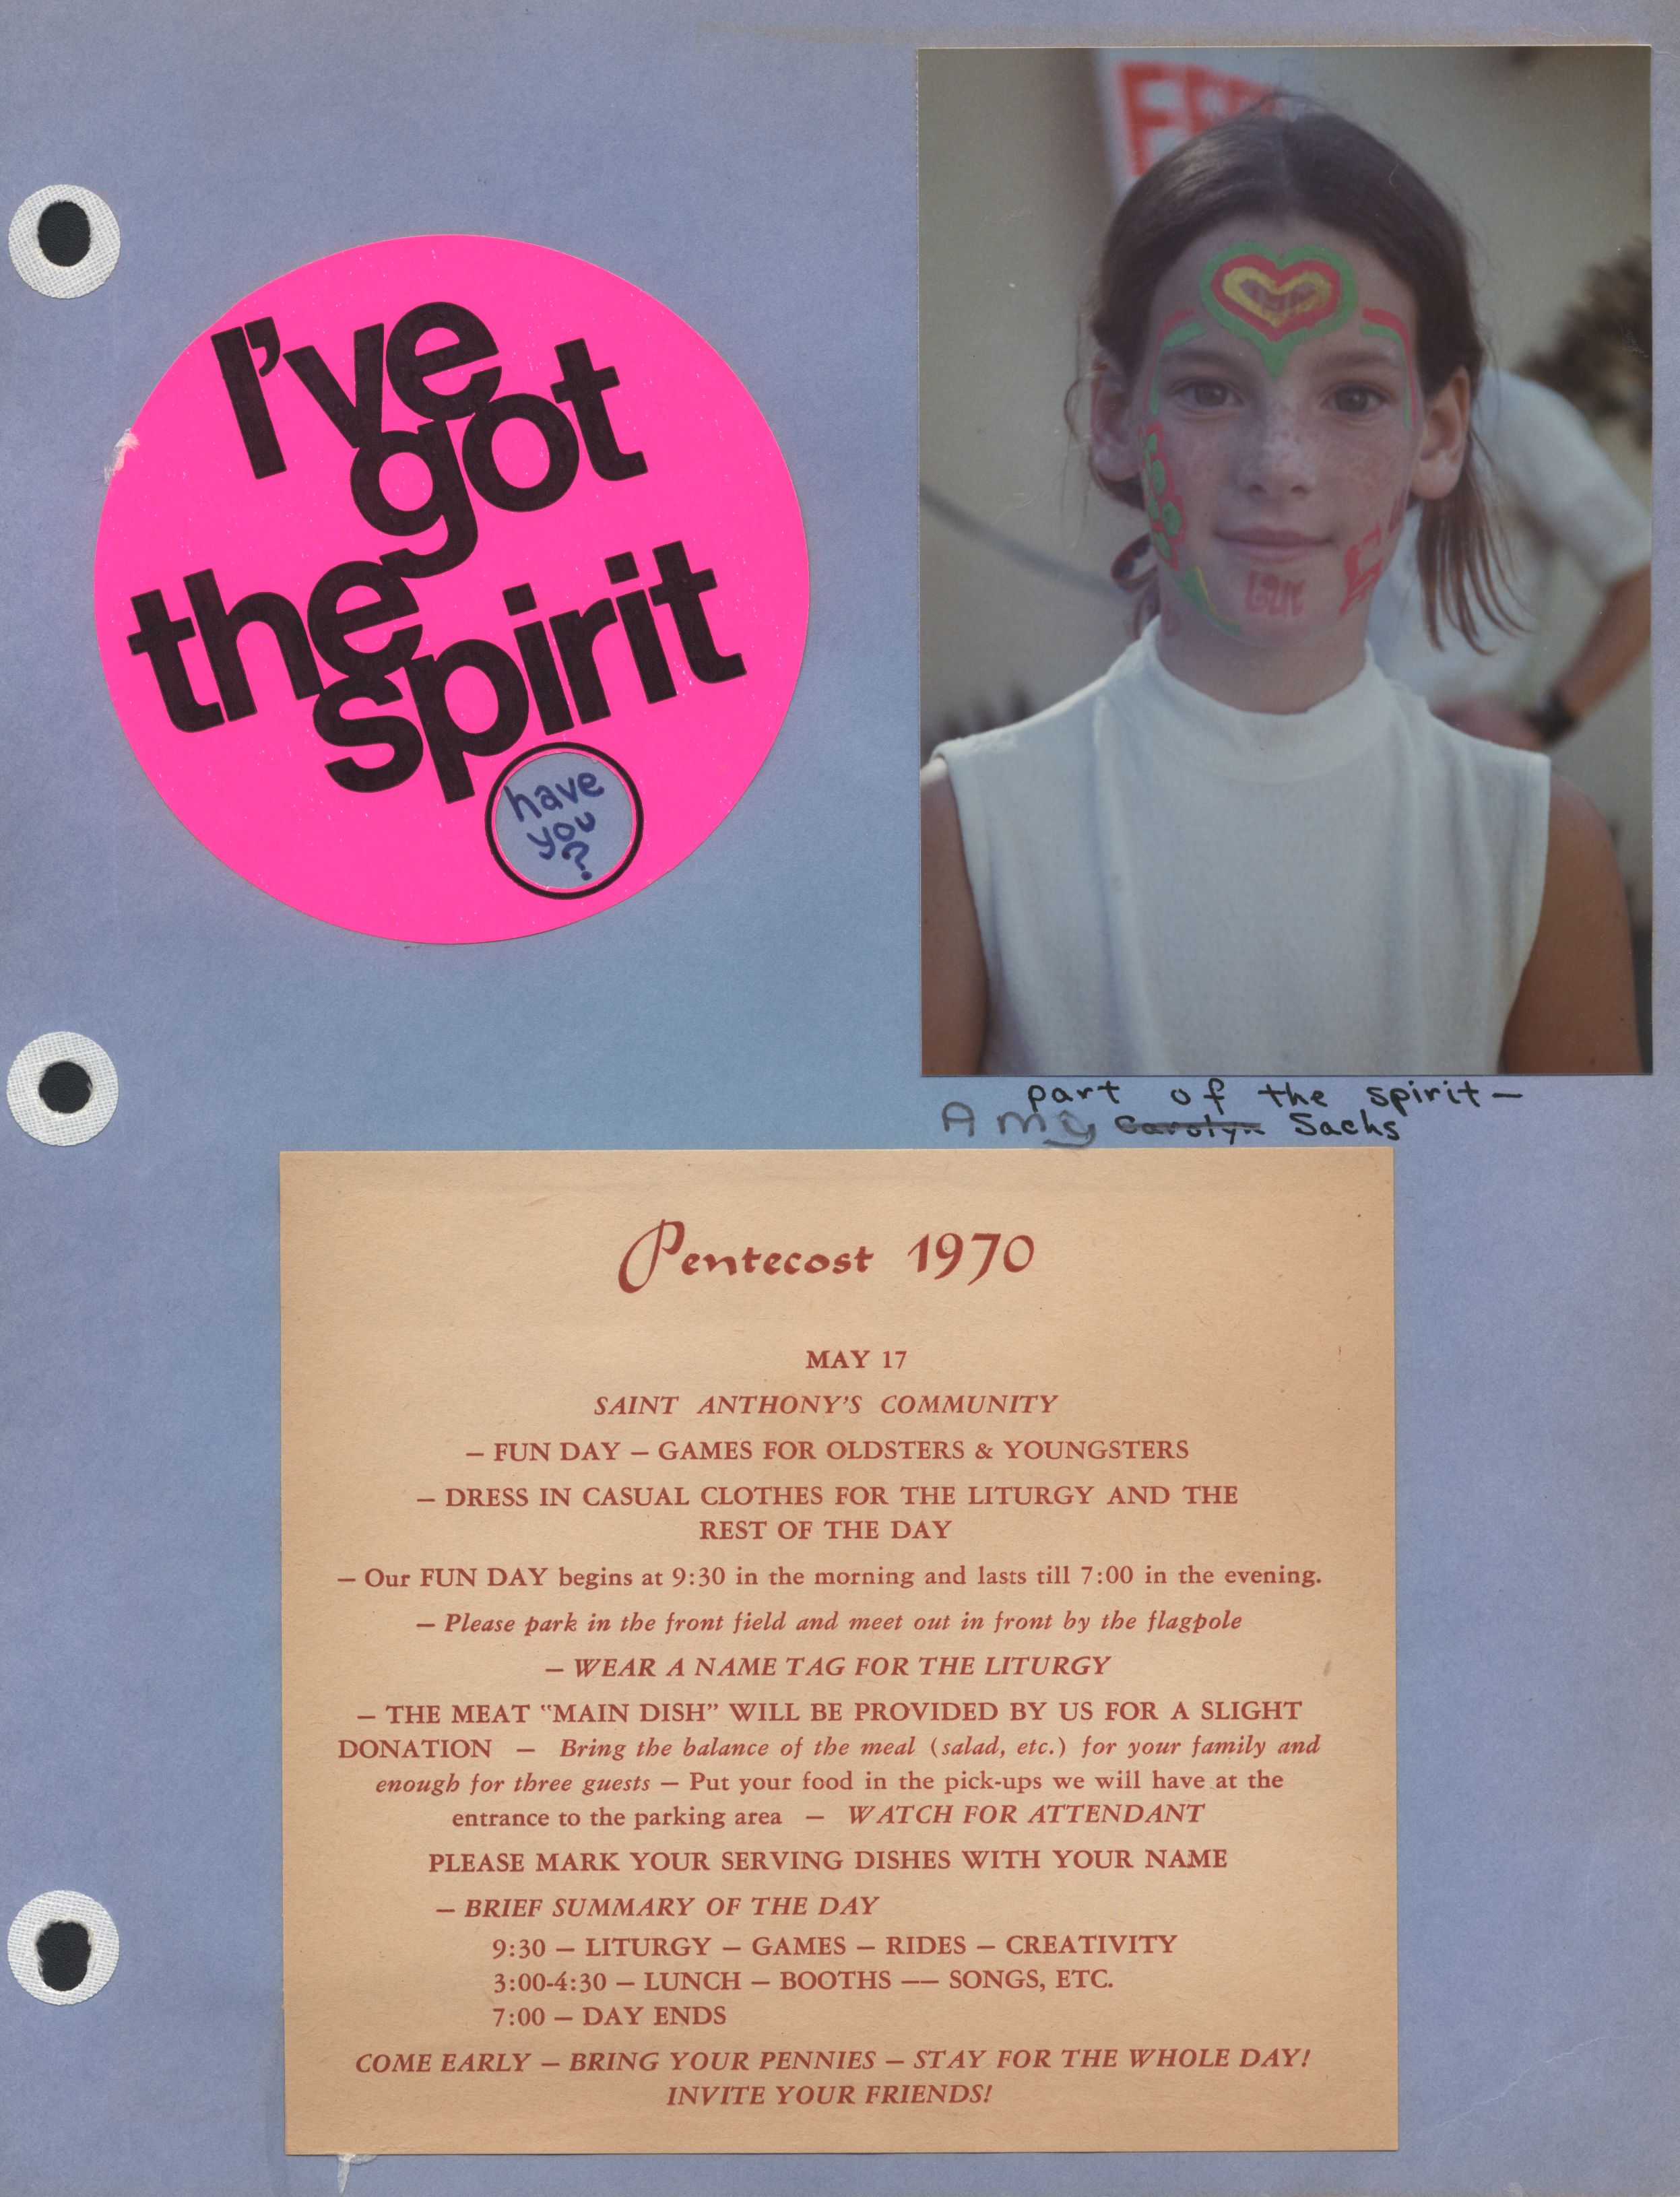 I've
got
the
spirit
have
you
?
LOVE
part of the spirit—
Amy Carolyn Sachs
Pentecost 1970
MAY 17
SAINT ANTHONY'S COMMUNITY
— FUN DAY — GAMES FOR OLDSTERS & YOUNGSTERS
— DRESS IN CASUAL CLOTHES FOR THE LITURGY AND THE
REST OF THE DAY
— Our FUN DAY begins at 9:30 in the morning and lasts till 7:00 in the evening.
— Please park in the front field and meet out in front by the flagpole
— WEAR A NAME TAG FOR THE LITURGY
— THE MEAT "MAIN DISH" WILL BE PROVIDED BY US FOR A SLIGHT
DONATION — Bring the balance of the meal (salad, etc.) for your family and
enough for three guests — Put your food in the pick-ups we will have at the
entrance to the parking area — WATCH FOR ATTENDANT
PLEASE MARK YOUR SERVING DISHES WITH YOUR NAME
— BRIEF SUMMARY OF THE DAY
9:30 — LITURGY — GAMES — RIDES — CREATIVITY
3:00-4:30 — LUNCH — BOOTHS —— SONGS, ETC.
7:00 — DAY ENDS
COME EARLY — BRING YOUR PENNIES — STAY FOR THE WHOLE DAY!
INVITE YOUR FRIENDS!